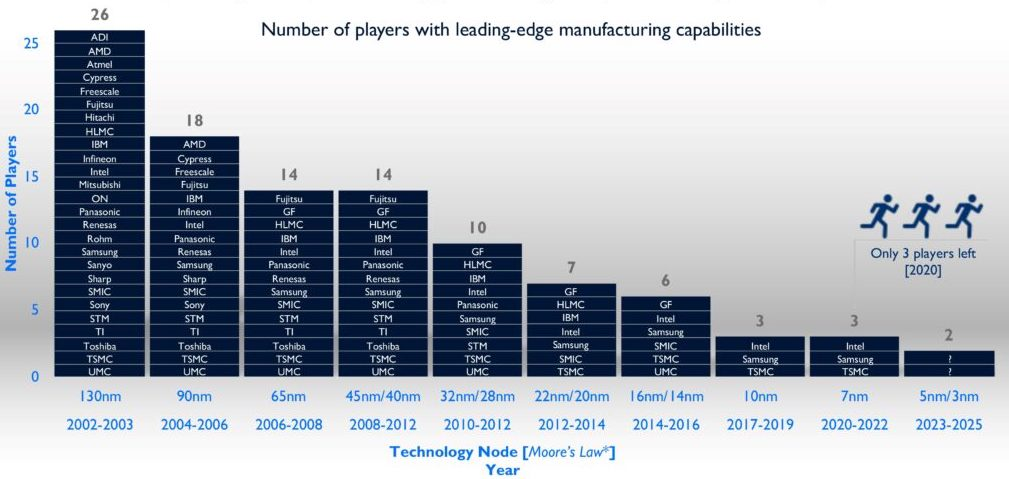 Number of players with leading-edge manufacturing capabilities
Number of Players
25
20
15
10
5
0
26
ADI
AMD
Atmel
Cypress
Freescale
Fujitsu
Hitachi
HLMC
IBM
Infineon
Intel
Mitsubishi
ON
Panasonic
Renesas
Rohm
Samsung
Sanyo
Sharp
SMIC
Sony
STM
TI
Toshiba
TSMC
UMC
18
AMD
Cypress
Freescale
Fujitsu
IBM
Infineon
Intel
Panasonic
Renesas
Samsung
Sharp
SMIC
Sony
STM
TI
Toshiba
TSMC
UMC
14
Fujitsu
GF
HLMC
IBM
Intel
Panasonic
Renesas
Samsung
SMIC
STM
TI
Toshiba
TSMC
UMC
14
Fujitsu
GF
HLMC
IBM
Intel
Panasonic
Renesas
Samsung
SMIC
STM
TI
Toshiba
TSMC
UMC
10
GF
HLMC
IBM
Intel
Panasonic
Samsung
SMIC
STM
TSMC
UMC
7
GF
HLMC
IBM
Intel
Samsung
SMIC
TSMC
6
GF
Intel
Samsung
SMIC
TSMC
UMC
3
Intel
Samsung
TSMC
3
Intel
Samsung
TSMC
2
?
?
Only 3 players left
[2020]
130nm 90nm 65nm 45nm/40nm 32nm/28nm 22nm/20nm 16nm/14nm 10nm 7nm 5nm/3nm
2002-2003 2004-2006 2006-2008 2008-2012 2010-2012 2012-2014 2014-2016 2017-2019 2020-2022 2023-2025
Technology Node [Moore's Law*]
Year